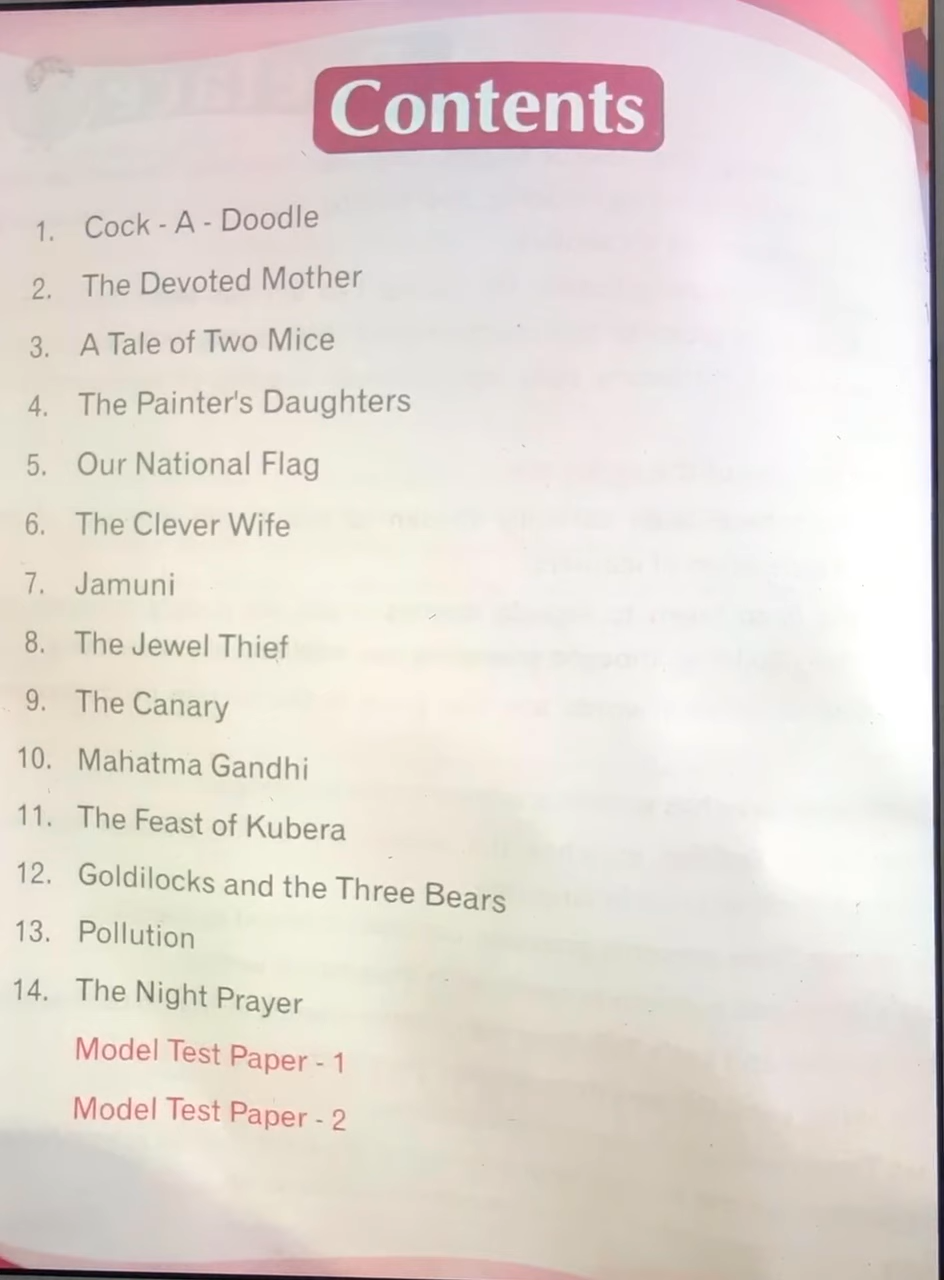 Contents
1. Cock - A - Doodle
2. The Devoted Mother
3. A Tale of Two Mice
4. The Painter's Daughters
5. Our National Flag
6. The Clever Wife
7. Jamuni
8. The Jewel Thief
9. The Canary
10. Mahatma Gandhi
11. The Feast of Kubera
12. Goldilocks and the Three Bears
13. Pollution
14. The Night Prayer
Model Test Paper - 1
Model Test Paper - 2